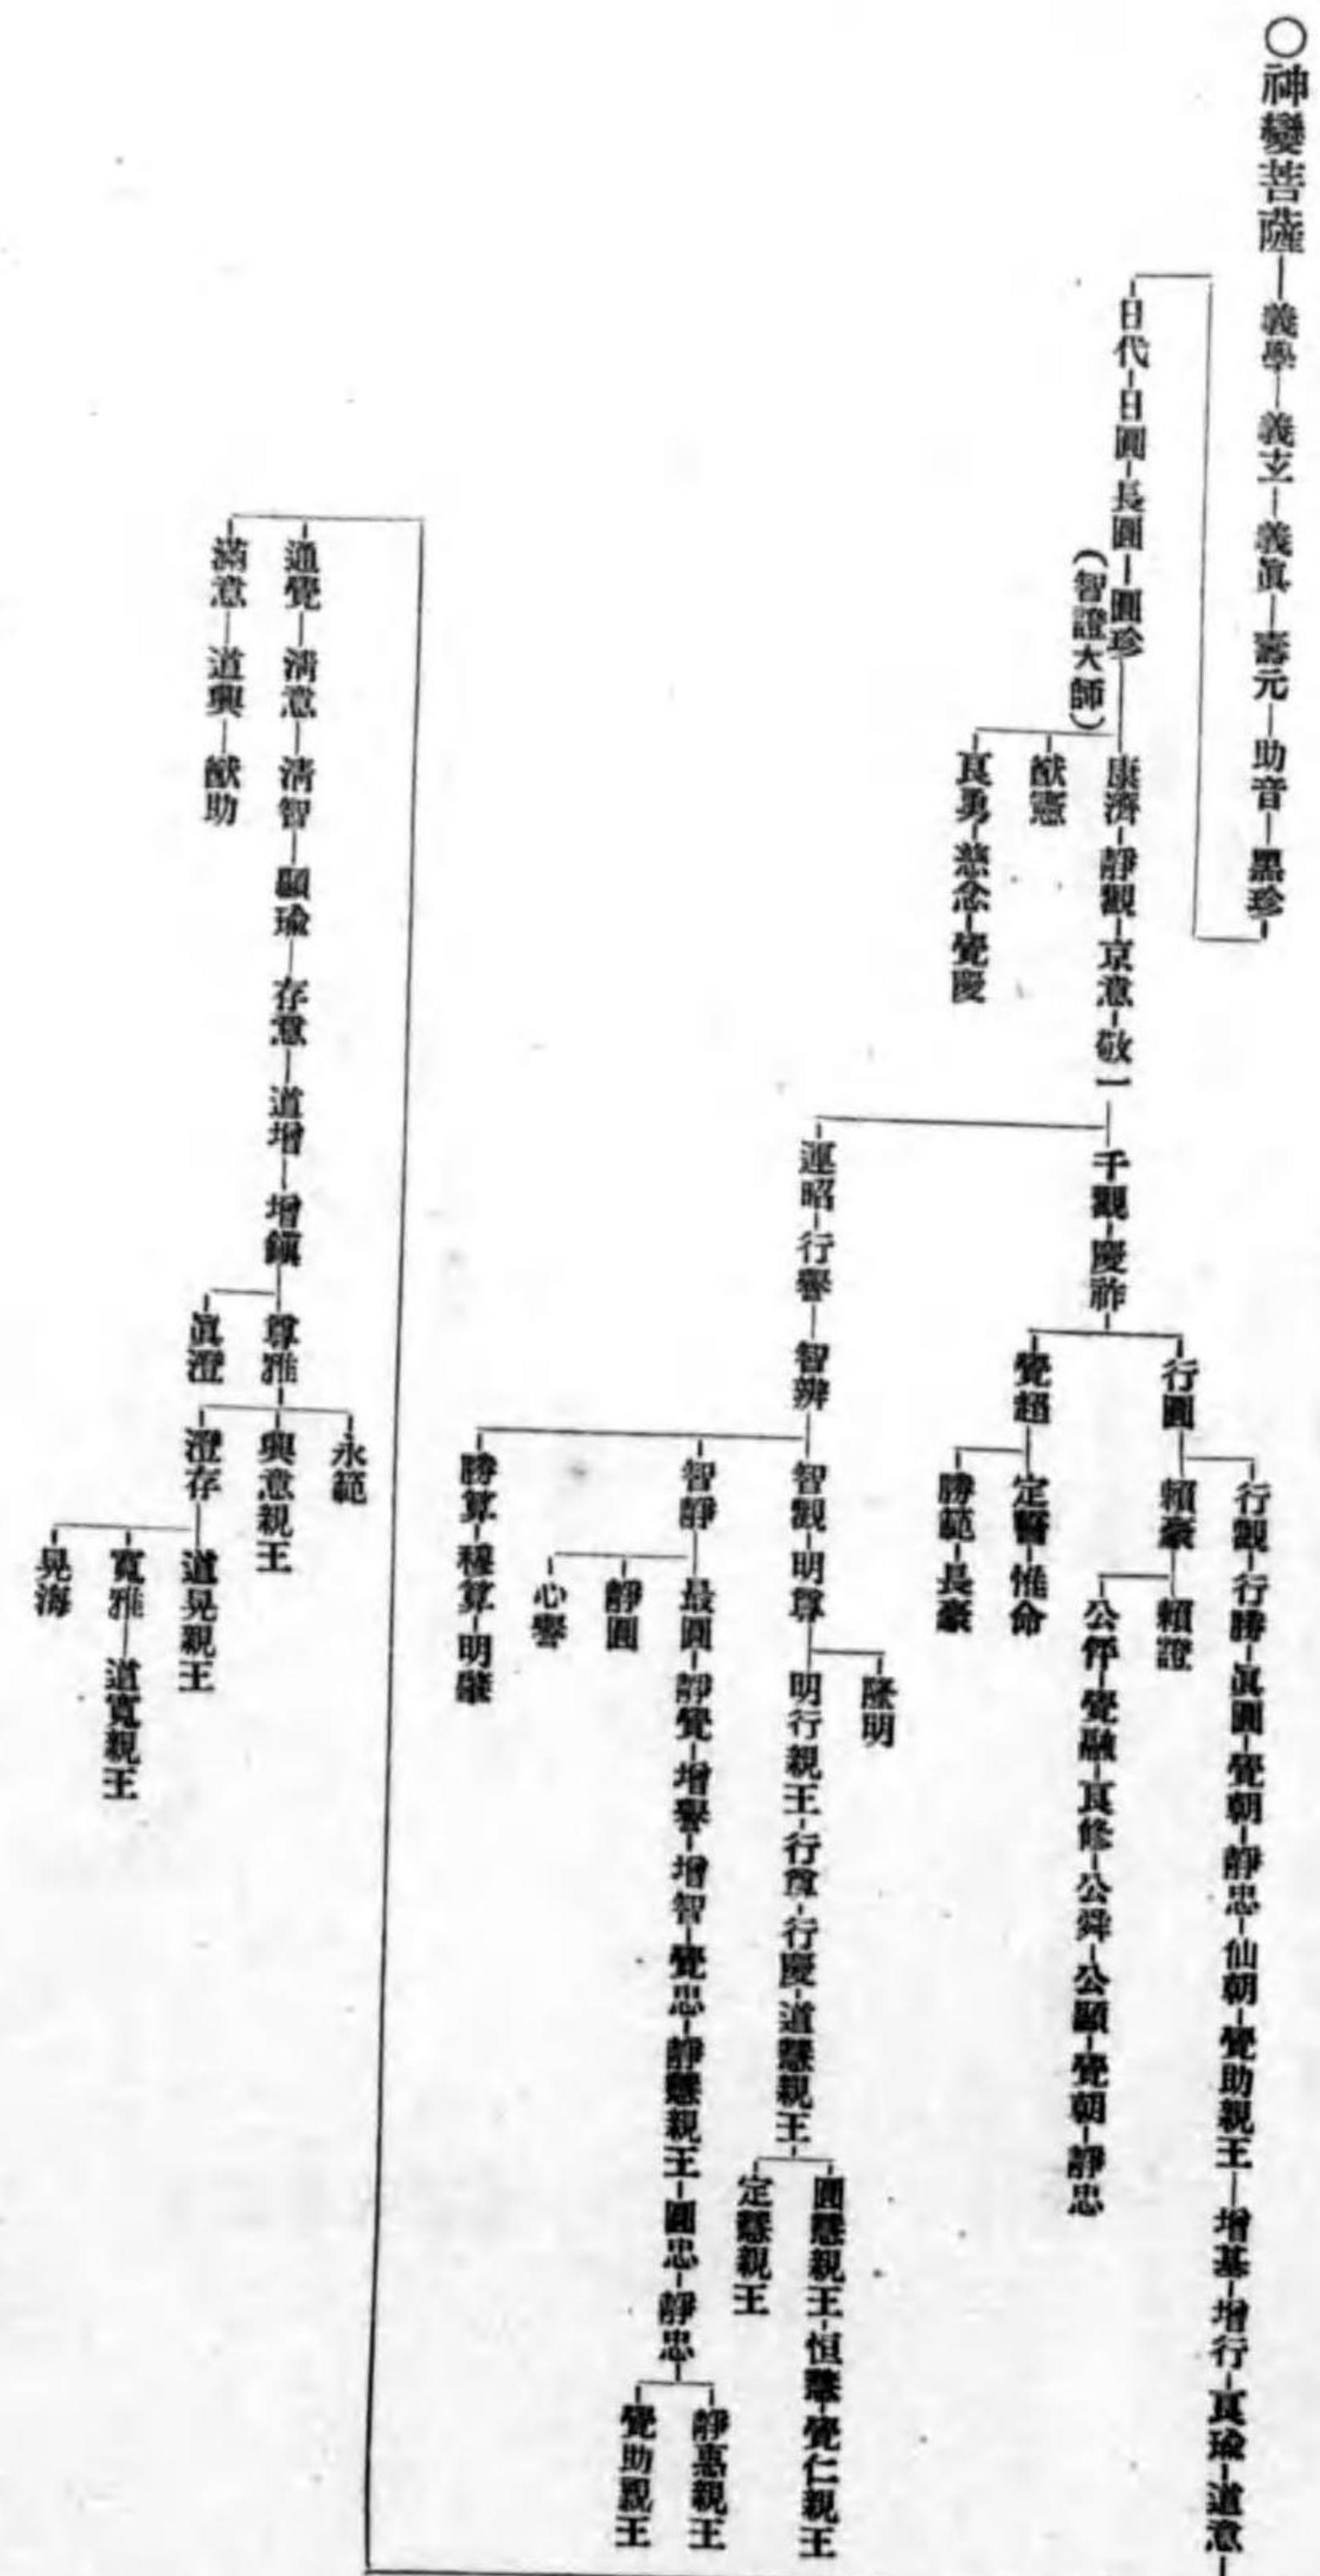 〇神變菩薩―義學―義玄―義眞―壽元―助音―黑珍
日代―日圓―長圓―圓珍
(智證大師)
康濟―靜觀―京意―敬一
猷憲
良勇―慈念―覺慶
千觀―慶祚
行圓
行觀―行勝―眞圓―覺朝―靜忠―仙朝―覺助親王―增基―增行―良瑜―道意
賴豪
賴證
公伊―覺融―良修―公舜―公顯―覺朝―靜忠
覺超
定賢―惟命
勝範―長豪
運昭―行譽―智辨
智觀―明尊
隆明
明行親王―行尊―行慶―道慧親王
圓慧親王―恒慧―覺仁親王
定慧親王
智靜
最圓―靜覺―增譽―增智―覺忠―靜慧親王―圓忠―靜忠
靜惠親王
覺助親王
靜圓
心譽
勝算―穆算―明肇
通覺―淸意―淸智―顯瑜―存意―道增―增鎭
尊雅
永範
興意親王
澄存
道晃親王
寬雅―道寬親王
晃海
眞澄
滿意―道興―猷助